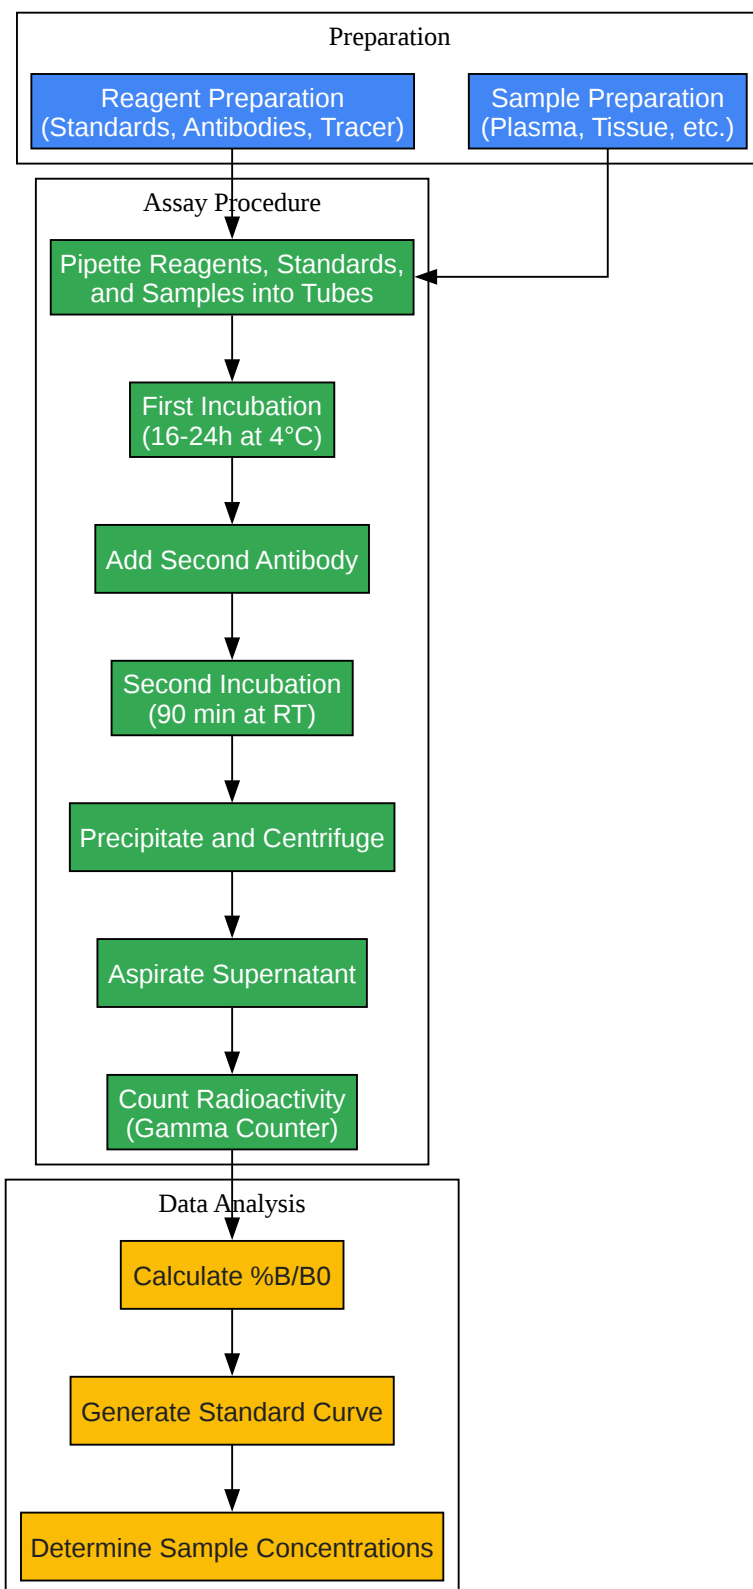 Preparation
Reagent Preparation
(Standards, Antibodies, Tracer)
Sample Preparation
(Plasma, Tissue, etc.)
Assay Procedure
Pipette Reagents, Standards,
and Samples into Tubes
First Incubation
(16-24h at 4°C)
Add Second Antibody
Second Incubation
(90 min at RT)
Precipitate and Centrifuge
Aspirate Supernatant
Count Radioactivity
(Gamma Counter)
Data Analysis
Calculate %B/B0
Generate Standard Curve
Determine Sample Concentrations